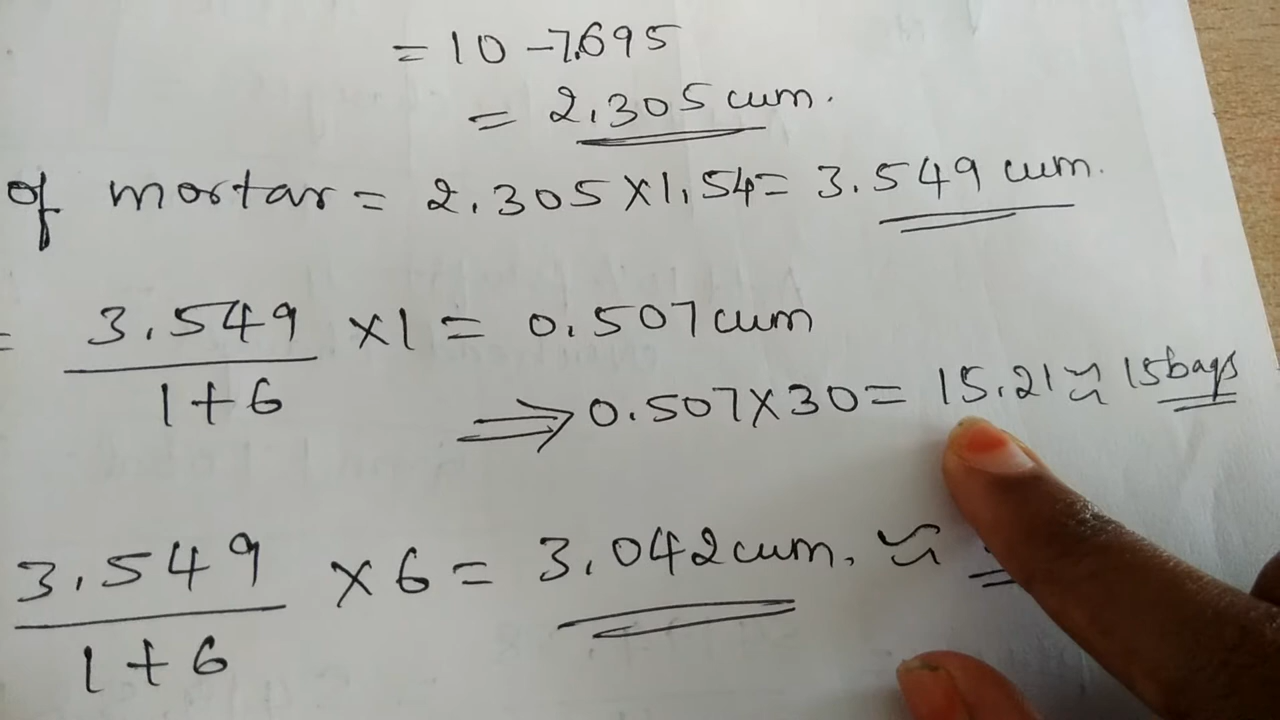 = 10 -7.695
= 2.305 cum.
of mortar = 2.305 X 1.54 = 3.549 cum.
= 3.549 / 1+6 X 1 = 0.507 cum
⇒ 0.507 X 30 = 15.21 ≈ 15 bags
3.549 / 1+6 X 6 = 3.042 cum. ≈